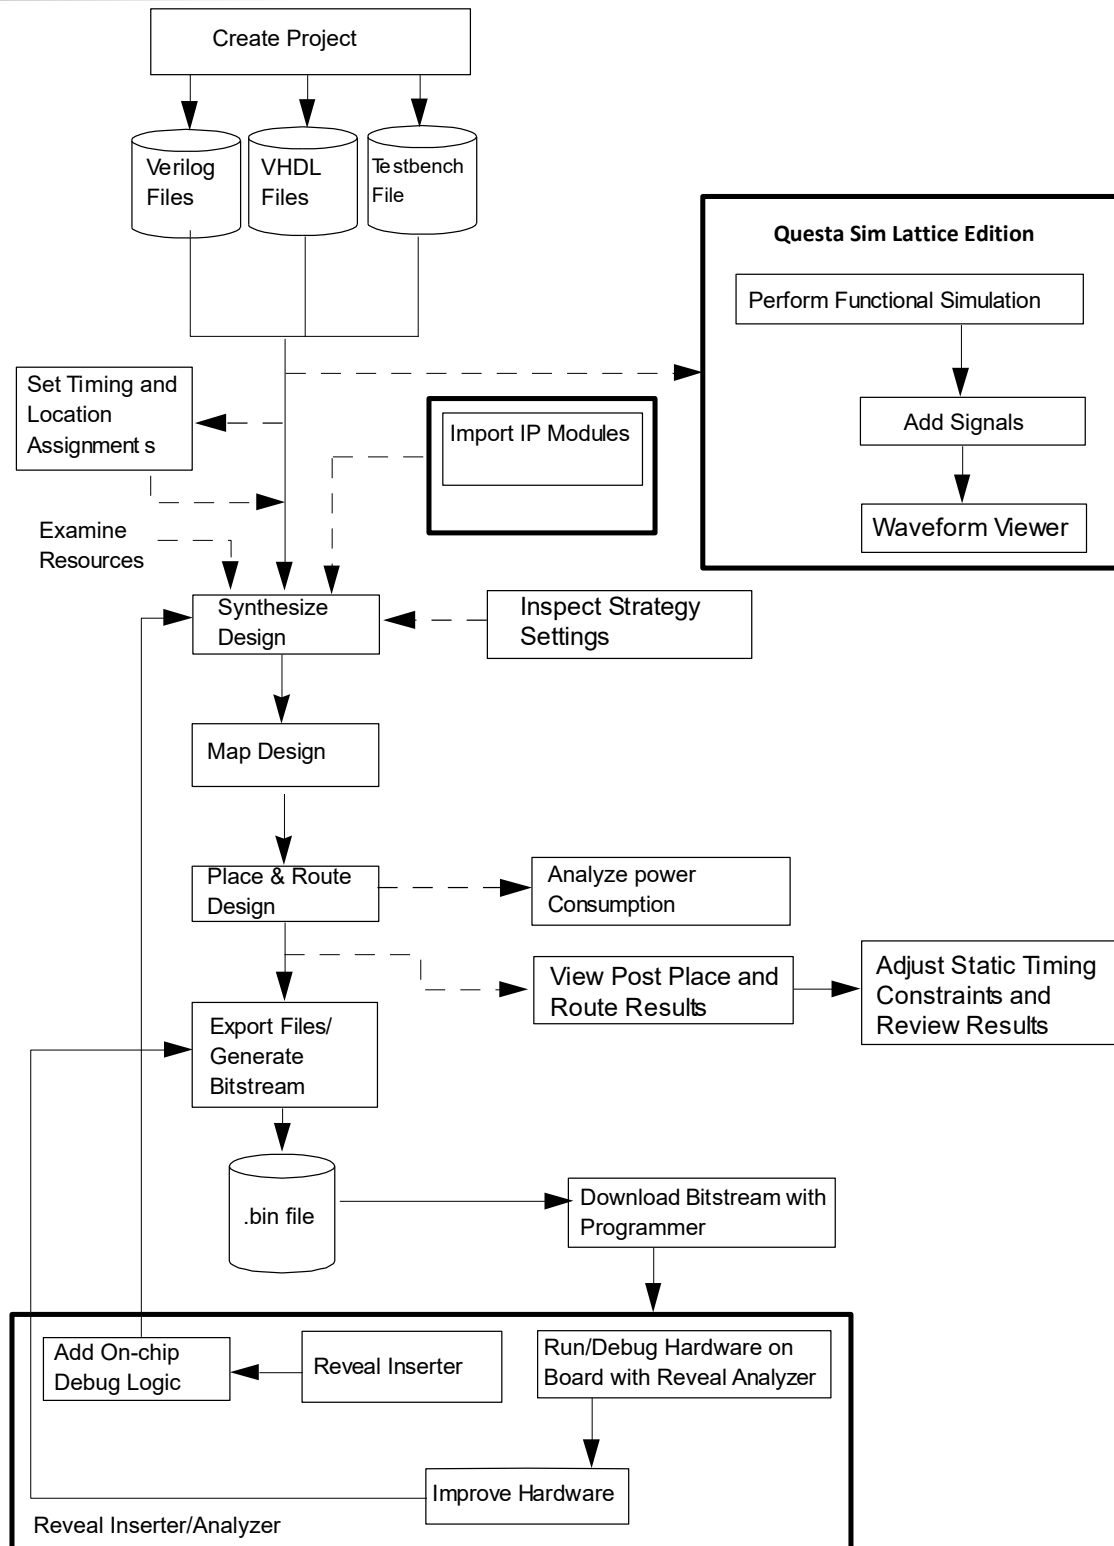 Create Project
Verilog
Files
VHDL
Files
Testbench
File
Questa Sim Lattice Edition
Perform Functional Simulation
Add Signals
Waveform Viewer
Set Timing and
Location
Assignments
Import IP Modules
Examine
Resources
Synthesize
Design
Inspect Strategy
Settings
Map Design
Place & Route
Design
Analyze power
Consumption
View Post Place and
Route Results
Adjust Static Timing
Constraints and
Review Results
Export Files/
Generate
Bitstream
.bin file
Download Bitstream with
Programmer
Add On-chip
Debug Logic
Reveal Inserter
Run/Debug Hardware on
Board with Reveal Analyzer
Improve Hardware
Reveal Inserter/Analyzer